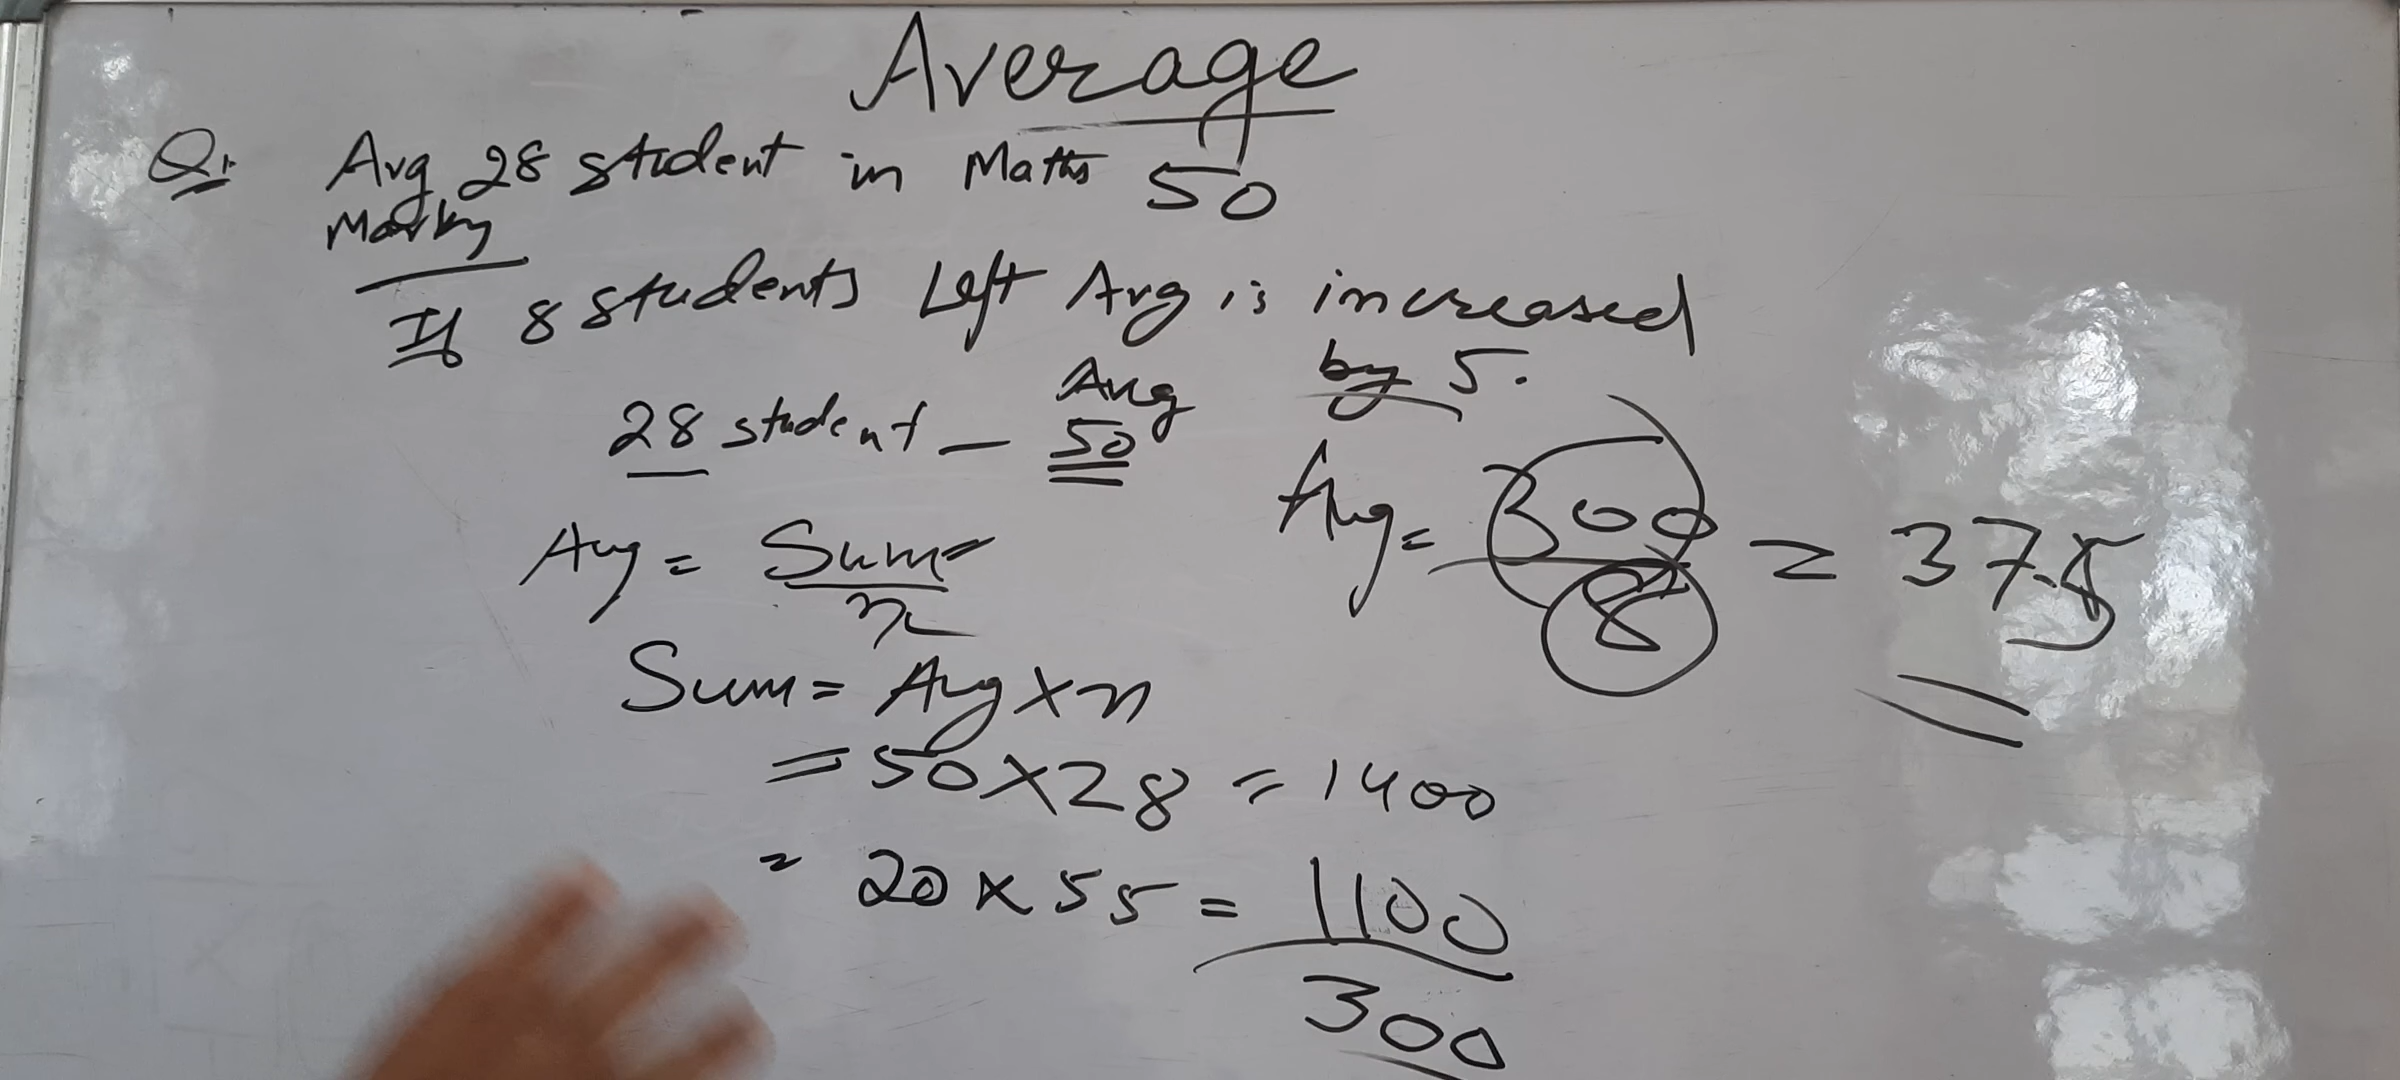 Average
Q. Avg 28 student in Maths 50
Marks
If 8 students Left Avg is increased
by 5.
28 student - 50
Avg
Avg = Sum
n
Sum = Avg x n
= 50 x 28 = 1400
= 20 x 55 = 1100
300
Avg = 300
8
= 37.5